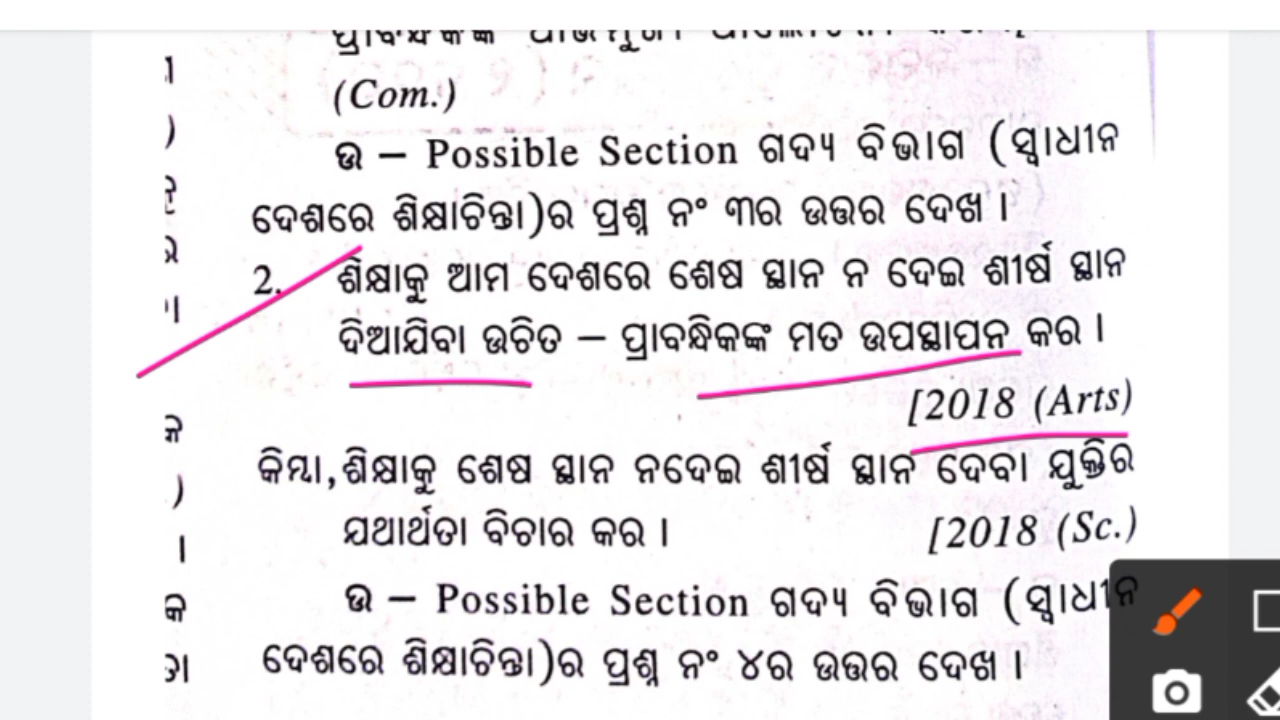 (Com.)
ଉ – Possible Section ଗଦ୍ୟ ବିଭାଗ (ସ୍ୱାଧୀନ
ଦେଶରେ ଶିକ୍ଷାଚିନ୍ତା)ର ପ୍ରଶ୍ନ ନଂ ୩ର ଉତ୍ତର ଦେଖ ।
2. ଶିକ୍ଷାକୁ ଆମ ଦେଶରେ ଶେଷ ସ୍ଥାନ ନ ଦେଇ ଶୀର୍ଷ ସ୍ଥାନ
ଦିଆଯିବା ଉଚିତ – ପ୍ରାବନ୍ଧିକଙ୍କ ମତ ଉପସ୍ଥାପନ କର ।
[2018 (Arts)
କିମ୍ବା, ଶିକ୍ଷାକୁ ଶେଷ ସ୍ଥାନ ନଦେଇ ଶୀର୍ଷ ସ୍ଥାନ ଦେବା ଯୁକ୍ତିର
ଯଥାର୍ଥତା ବିଚାର କର । [2018 (Sc.)
ଉ – Possible Section ଗଦ୍ୟ ବିଭାଗ (ସ୍ୱାଧୀନ
ଦେଶରେ ଶିକ୍ଷାଚିନ୍ତା)ର ପ୍ରଶ୍ନ ନଂ ୪ର ଉତ୍ତର ଦେଖ ।